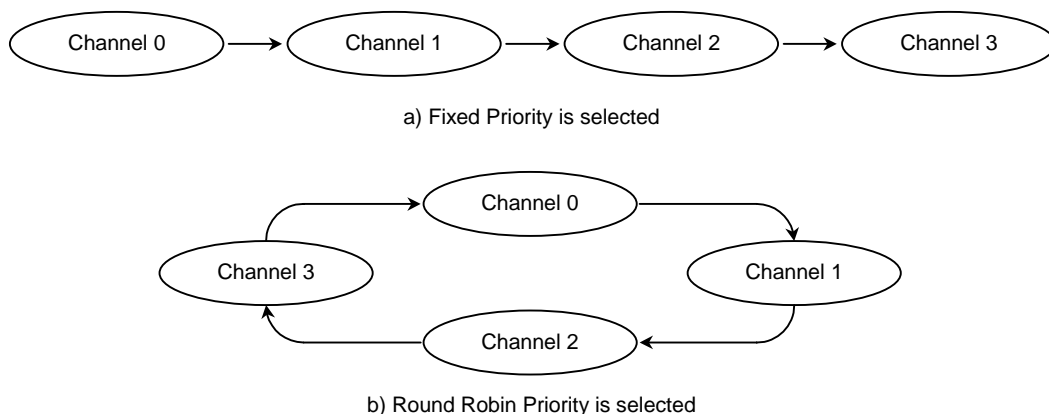 Channel 0
Channel 1
Channel 2
Channel 3
a) Fixed Priority is selected
Channel 0
Channel 3
Channel 1
Channel 2
b) Round Robin Priority is selected